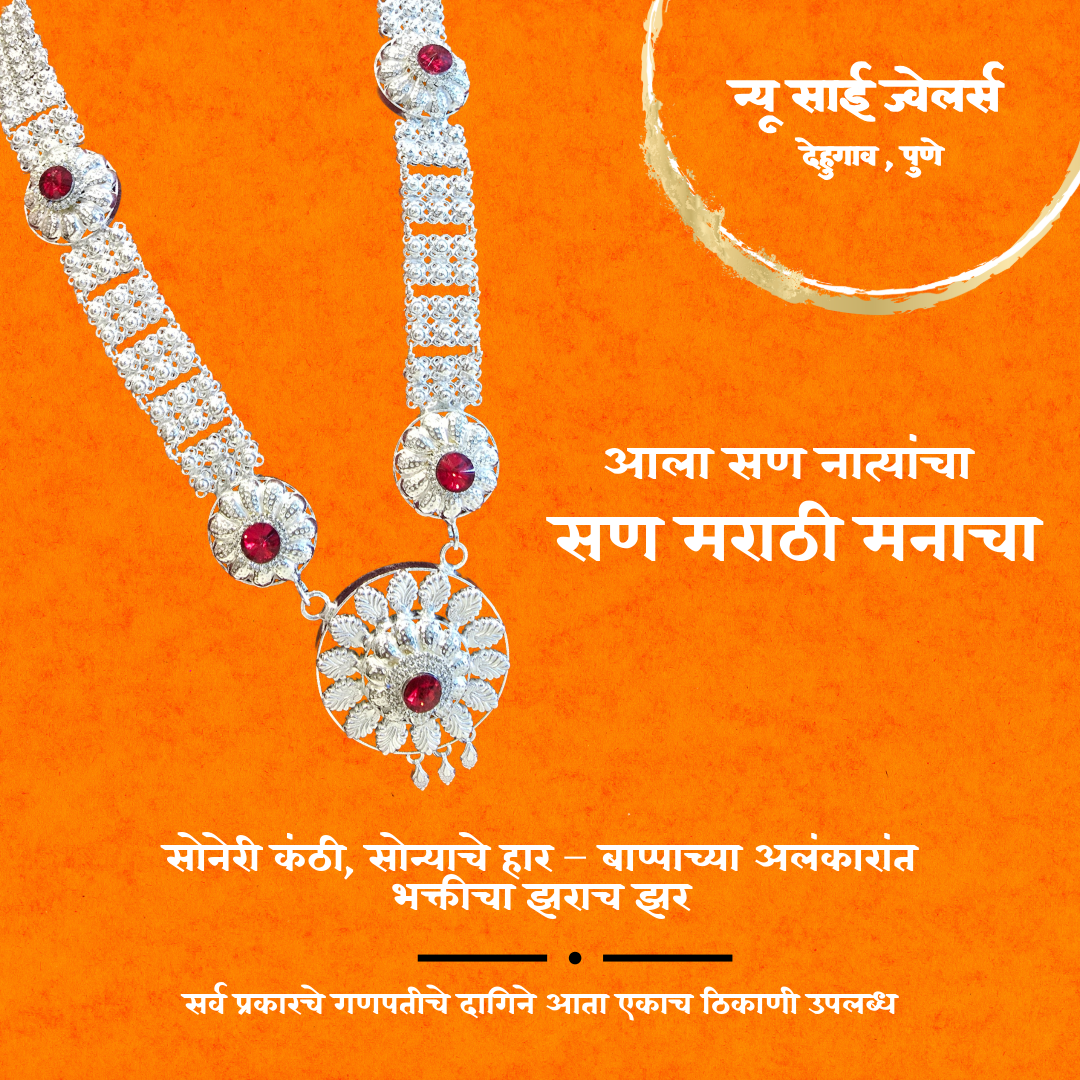 न्यू साई ज्वेलर्स
देहुगाव , पुणे
आला सण नात्यांचा
सण मराठी मनाचा
सोनेरी कंठी, सोन्याचे हार – बाप्पाच्या अलंकारांत
भक्तीचा झराच झर
सर्व प्रकारचे गणपतीचे दागिने आता एकाच ठिकाणी उपलब्ध